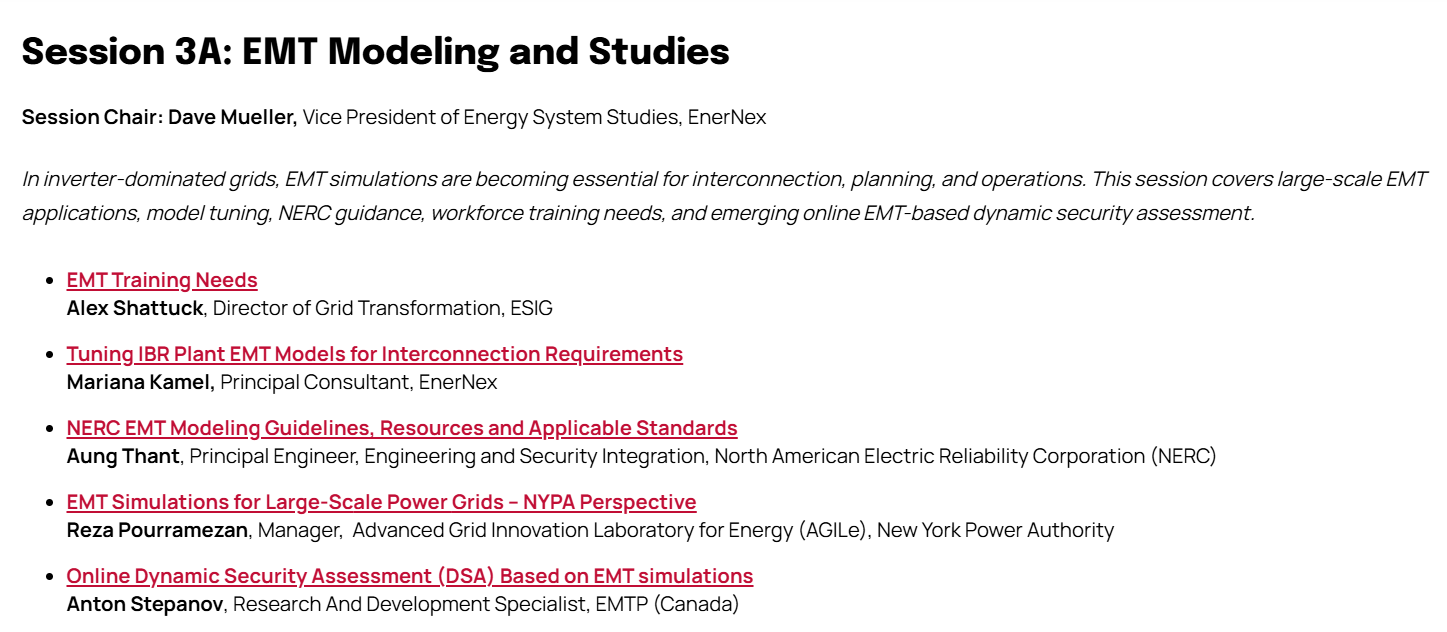 Session 3A: EMT Modeling and Studies
Session Chair: Dave Mueller, Vice President of Energy System Studies, EnerNex
In inverter-dominated grids, EMT simulations are becoming essential for interconnection, planning, and operations. This session covers large-scale EMT
applications, model tuning, NERC guidance, workforce training needs, and emerging online EMT-based dynamic security assessment.
• EMT Training Needs
Alex Shattuck, Director of Grid Transformation, ESIG
• Tuning IBR Plant EMT Models for Interconnection Requirements
Mariana Kamel, Principal Consultant, EnerNex
• NERC EMT Modeling Guidelines, Resources and Applicable Standards
Aung Thant, Principal Engineer, Engineering and Security Integration, North American Electric Reliability Corporation (NERC)
• EMT Simulations for Large-Scale Power Grids – NYPA Perspective
Reza Pourramezan, Manager,  Advanced Grid Innovation Laboratory for Energy (AGILe), New York Power Authority
• Online Dynamic Security Assessment (DSA) Based on EMT simulations
Anton Stepanov, Research And Development Specialist, EMTP (Canada)